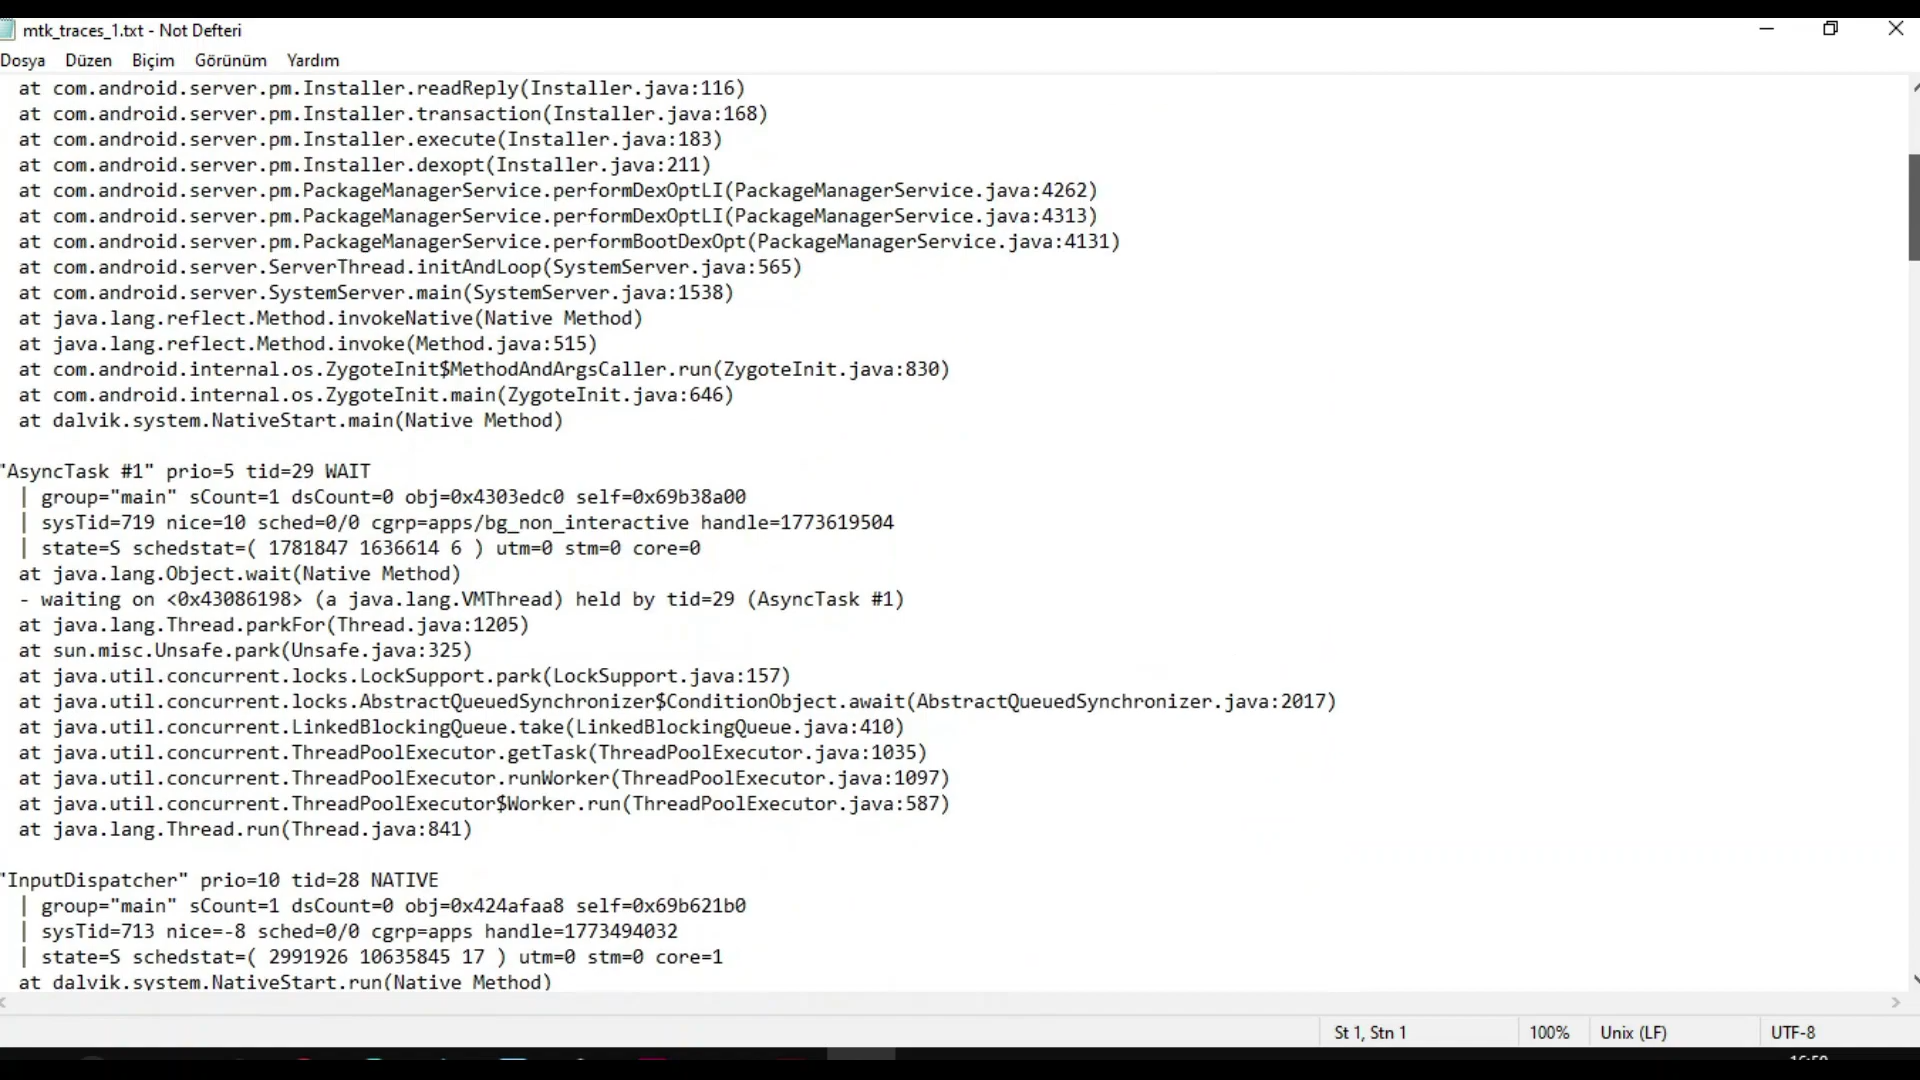 mtk_traces_1.txt - Not Defteri
Dosya Düzen Biçim Görünüm Yardım
at com.android.server.pm.Installer.readReply(Installer.java:116)
at com.android.server.pm.Installer.transaction(Installer.java:168)
at com.android.server.pm.Installer.execute(Installer.java:183)
at com.android.server.pm.Installer.dexopt(Installer.java:211)
at com.android.server.pm.PackageManagerService.performDexOptLI(PackageManagerService.java:4262)
at com.android.server.pm.PackageManagerService.performDexOptLI(PackageManagerService.java:4313)
at com.android.server.pm.PackageManagerService.performBootDexOpt(PackageManagerService.java:4131)
at com.android.server.ServerThread.initAndLoop(SystemServer.java:565)
at com.android.server.SystemServer.main(SystemServer.java:1538)
at java.lang.reflect.Method.invokeNative(Native Method)
at java.lang.reflect.Method.invoke(Method.java:515)
at com.android.internal.os.ZygoteInit$MethodAndArgsCaller.run(ZygoteInit.java:830)
at com.android.internal.os.ZygoteInit.main(ZygoteInit.java:646)
at dalvik.system.NativeStart.main(Native Method)
"AsyncTask #1" prio=5 tid=29 WAIT
| group="main" sCount=1 dsCount=0 obj=0x4303edc0 self=0x69b38a00
| sysTid=719 nice=10 sched=0/0 cgrp=apps/bg_non_interactive handle=1773619504
| state=S schedstat=( 1781847 1636614 6 ) utm=0 stm=0 core=0
at java.lang.Object.wait(Native Method)
- waiting on <0x43086198> (a java.lang.VMThread) held by tid=29 (AsyncTask #1)
at java.lang.Thread.parkFor(Thread.java:1205)
at sun.misc.Unsafe.park(Unsafe.java:325)
at java.util.concurrent.locks.LockSupport.park(LockSupport.java:157)
at java.util.concurrent.locks.AbstractQueuedSynchronizer$ConditionObject.await(AbstractQueuedSynchronizer.java:2017)
at java.util.concurrent.LinkedBlockingQueue.take(LinkedBlockingQueue.java:410)
at java.util.concurrent.ThreadPoolExecutor.getTask(ThreadPoolExecutor.java:1035)
at java.util.concurrent.ThreadPoolExecutor.runWorker(ThreadPoolExecutor.java:1097)
at java.util.concurrent.ThreadPoolExecutor$Worker.run(ThreadPoolExecutor.java:587)
at java.lang.Thread.run(Thread.java:841)
"InputDispatcher" prio=10 tid=28 NATIVE
| group="main" sCount=1 dsCount=0 obj=0x424afaa8 self=0x69b621b0
| sysTid=713 nice=-8 sched=0/0 cgrp=apps handle=1773494032
| state=S schedstat=( 2991926 10635845 17 ) utm=0 stm=0 core=1
at dalvik.system.NativeStart.run(Native Method)
St 1, Stn 1 100% Unix (LF) UTF-8